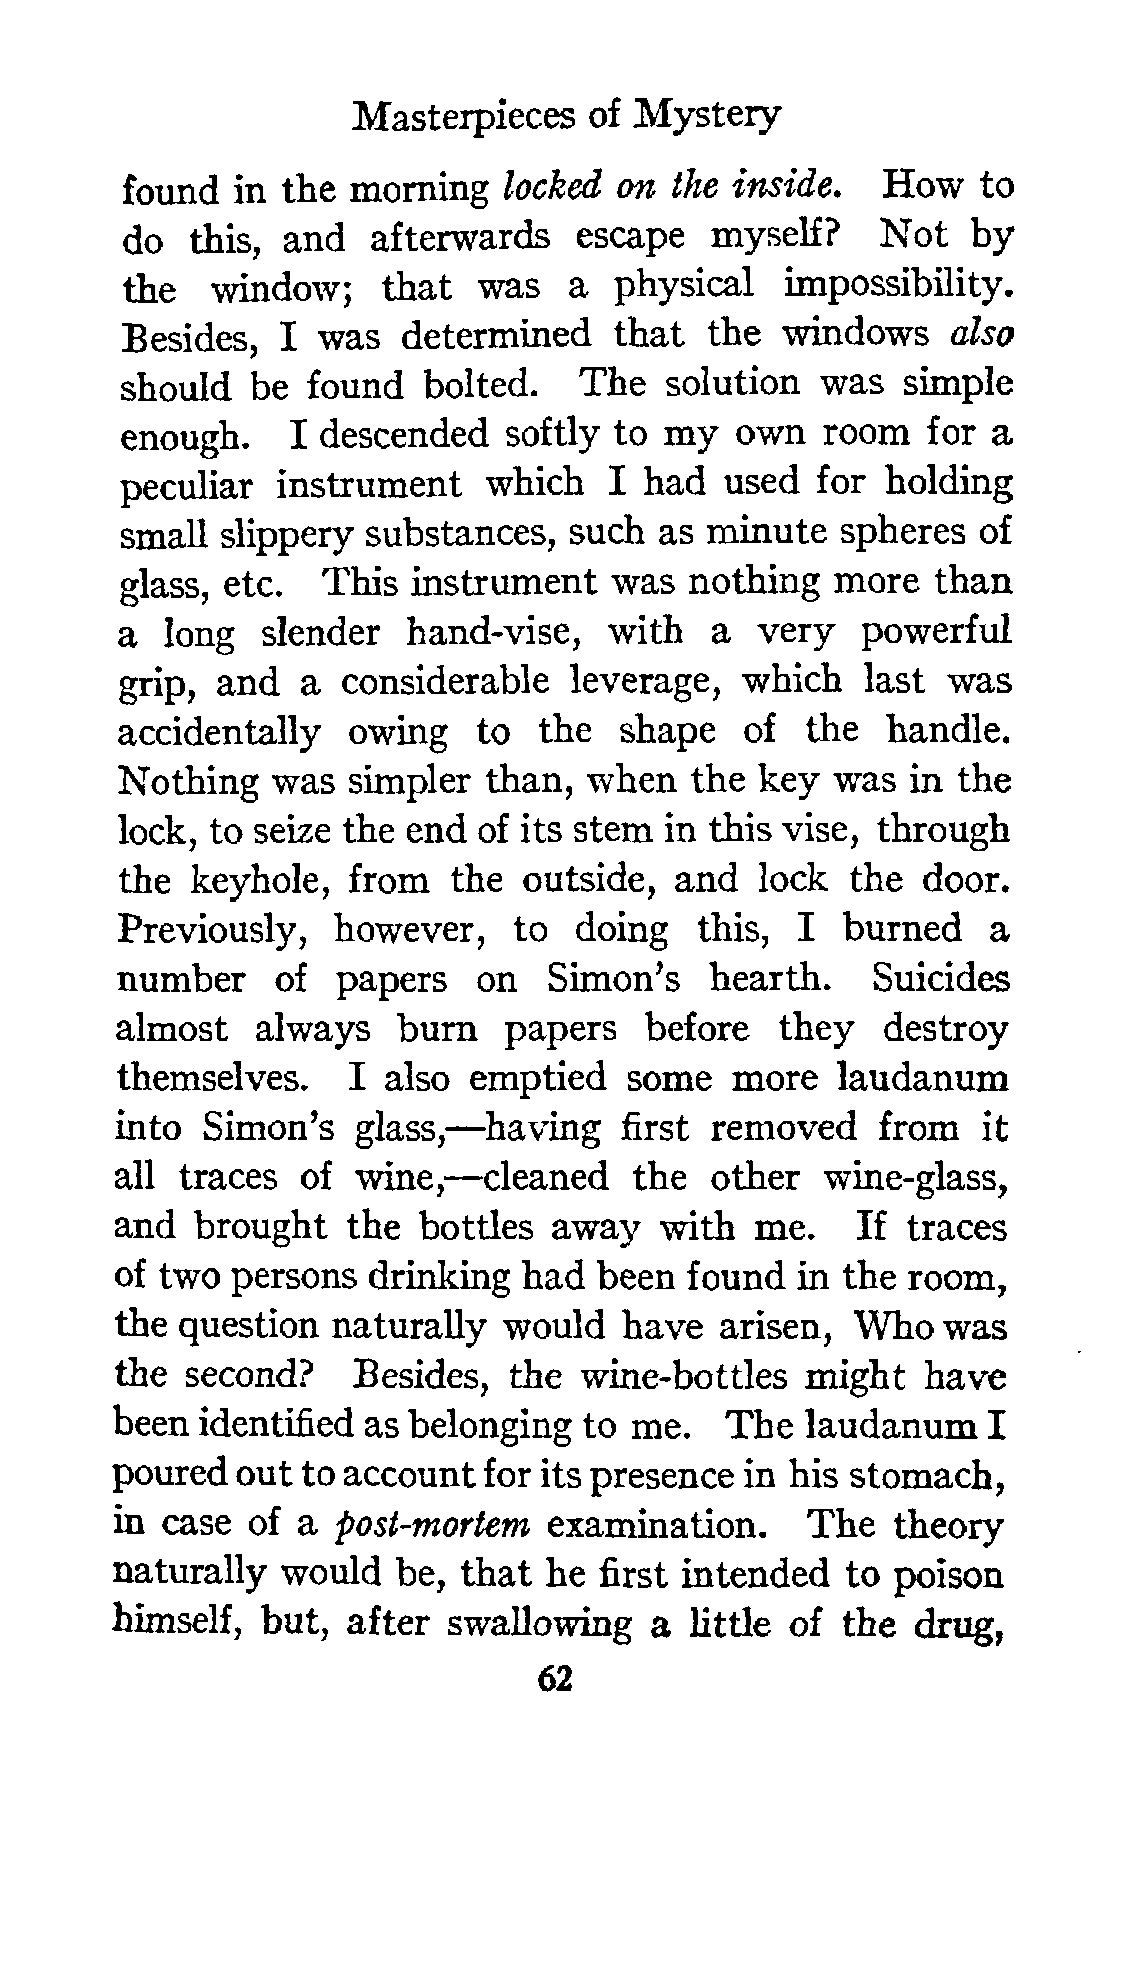 Masterpieces of Mystery
found in the morning locked on the inside. How to
do this, and afterwards escape myself? Not by
the window; that was a physical impossibility.
Besides, I was determined that the windows also
should be found bolted. The solution was simple
enough. I descended softly to my own room for a
peculiar instrument which I had used for holding
small slippery substances, such as minute spheres of
glass, etc. This instrument was nothing more than
a long slender hand-vise, with a very powerful
grip, and a considerable leverage, which last was
accidentally owing to the shape of the handle.
Nothing was simpler than, when the key was in the
lock, to seize the end of its stem in this vise, through
the keyhole, from the outside, and lock the door.
Previously, however, to doing this, I burned a
number of papers on Simon's hearth. Suicides
almost always burn papers before they destroy
themselves. I also emptied some more laudanum
into Simon's glass,—having first removed from it
all traces of wine,—cleaned the other wine-glass,
and brought the bottles away with me. If traces
of two persons drinking had been found in the room,
the question naturally would have arisen, Who was
the second? Besides, the wine-bottles might have
been identified as belonging to me. The laudanum I
poured out to account for its presence in his stomach,
in case of a post-mortem examination. The theory
naturally would be, that he first intended to poison
himself, but, after swallowing a little of the drug,
62